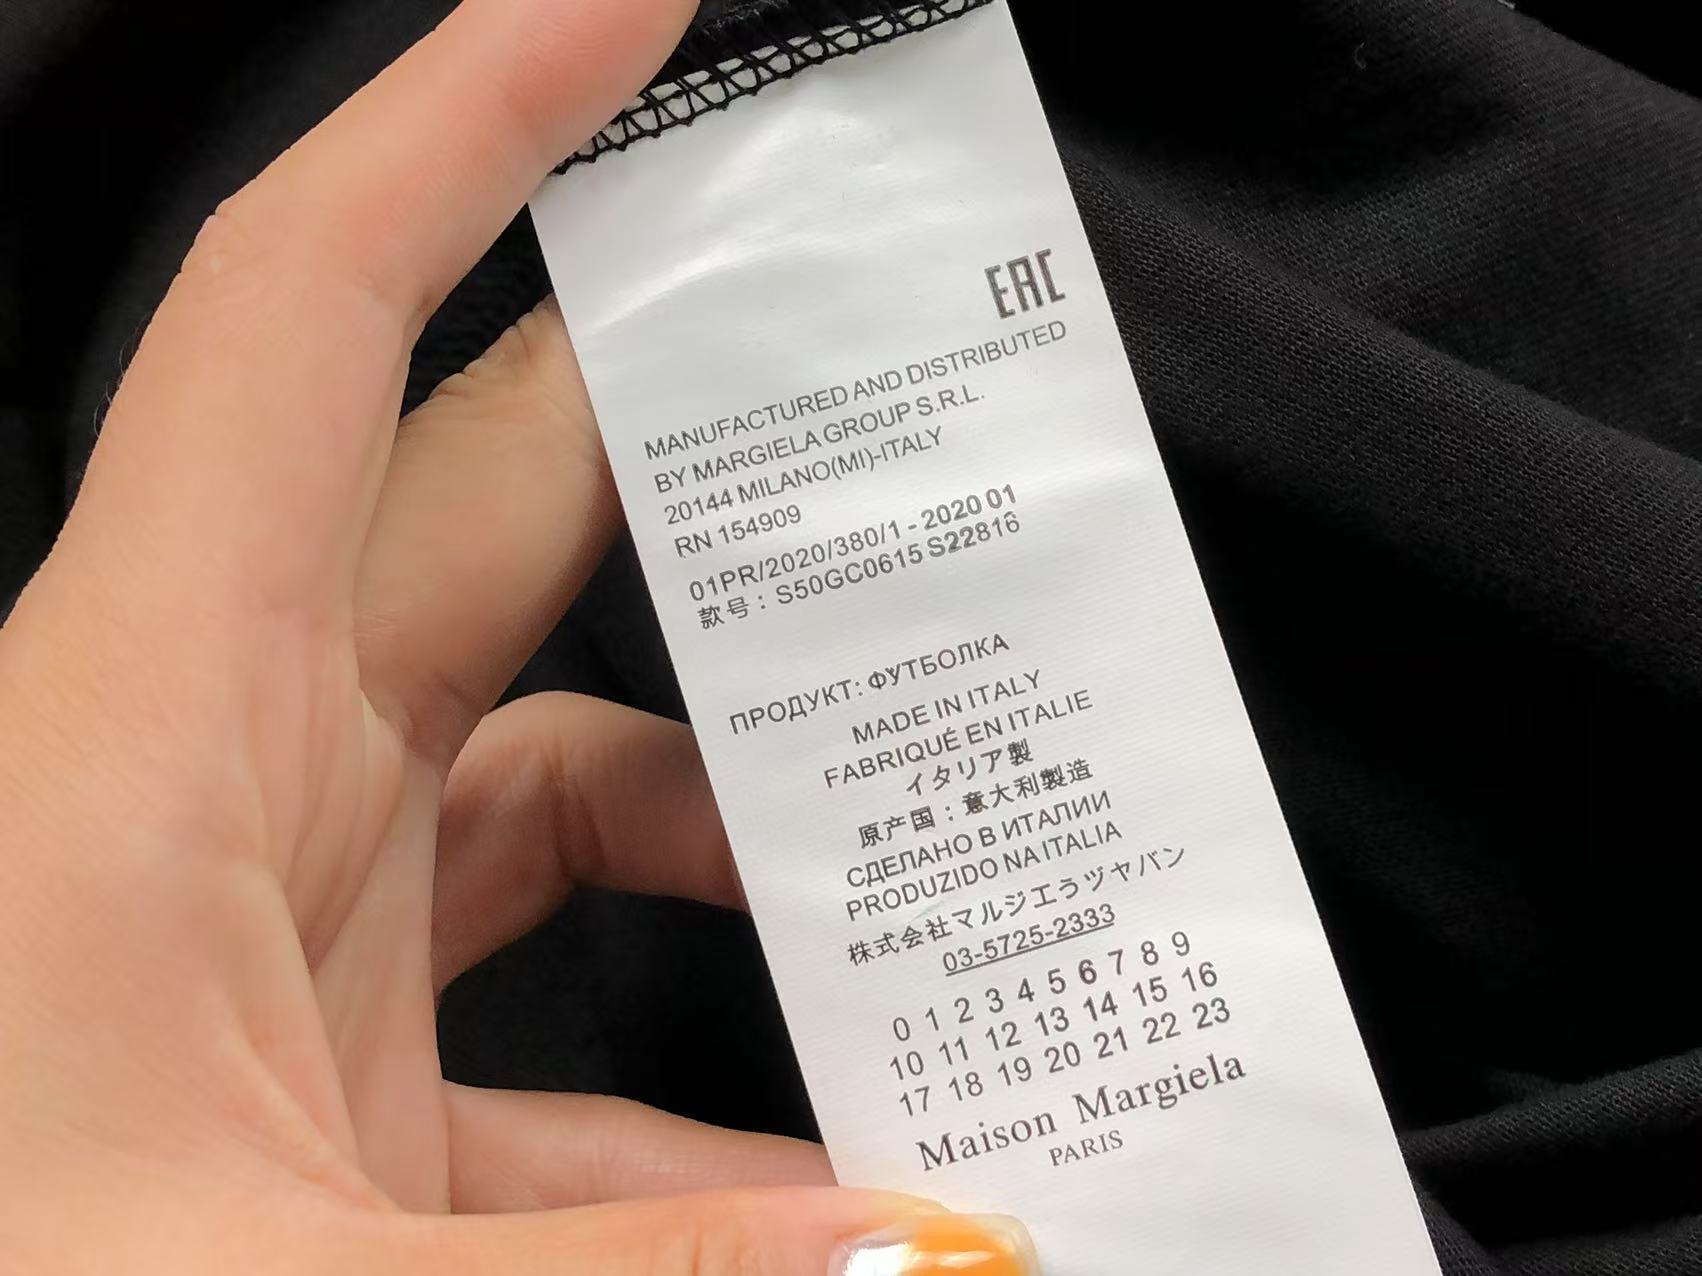 EAC
MANUFACTURED AND DISTRIBUTED
BY MARGIELA GROUP S.R.L.
20144 MILANO(MI)-ITALY
RN 154909
01PR/2020/380/1 - 2020 01
款号：S50GC0615 S22816
ПРОДУКТ: ФУТБОЛКА
MADE IN ITALY
FABRIQUÉ EN ITALIE
イタリア製
原产国：意大利製造
СДЕЛАНО В ИТАЛИИ
PRODUZIDO NA ITALIA
株式会社マルジエうヅヤバン
03-5725-2333
0 1 2 3 4 5 6 7 8 9
10 11 12 13 14 15 16
17 18 19 20 21 22 23
Maison Margiela
PARIS